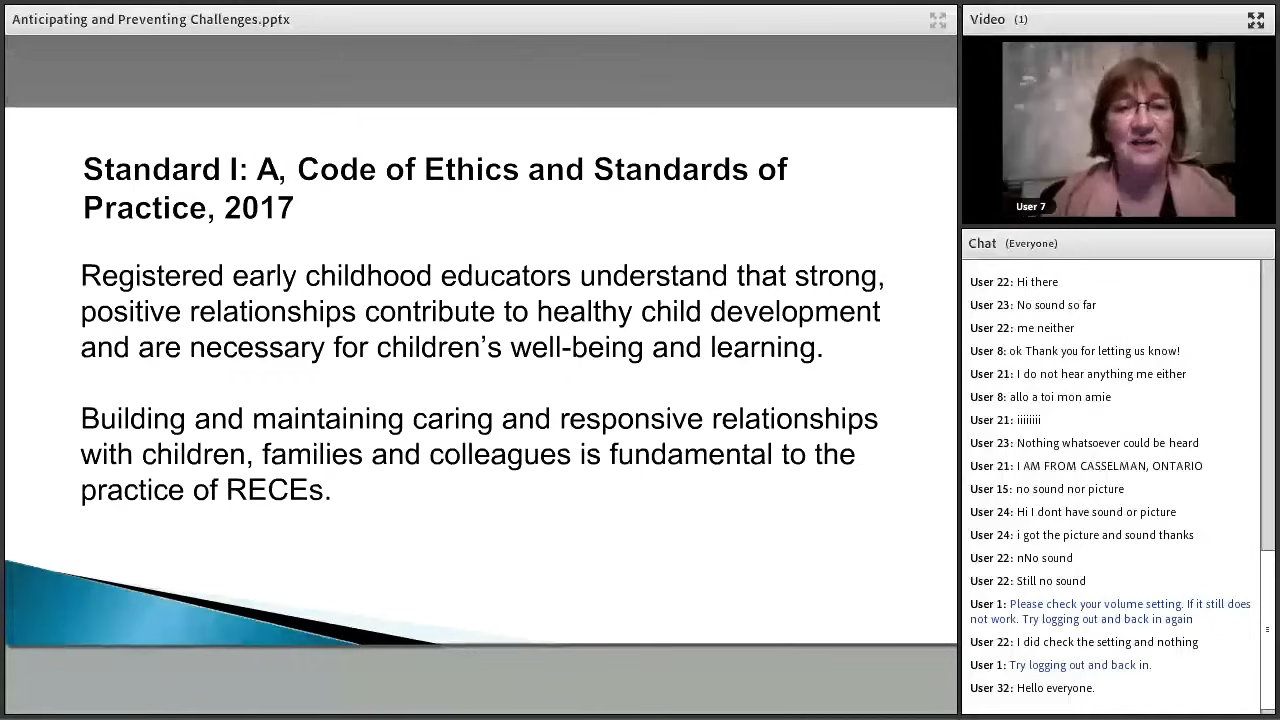 Anticipating and Preventing Challenges.pptx
Standard I: A, Code of Ethics and Standards of
Practice, 2017
Registered early childhood educators understand that strong,
positive relationships contribute to healthy child development
and are necessary for children’s well-being and learning.
Building and maintaining caring and responsive relationships
with children, families and colleagues is fundamental to the
practice of RECEs.
Video (1)
User 7
Chat (Everyone)
User 22: Hi there
User 23: No sound so far
User 22: me neither
User 8: ok Thank you for letting us know!
User 21: I do not hear anything me either
User 8: allo a toi mon amie
User 21: iiiiiiii
User 23: Nothing whatsoever could be heard
User 21: I AM FROM CASSELMAN, ONTARIO
User 15: no sound nor picture
User 24: Hi I dont have sound or picture
User 24: i got the picture and sound thanks
User 22: nNo sound
User 22: Still no sound
User 1: Please check your volume setting. If it still does
not work. Try logging out and back in again
User 22: I did check the setting and nothing
User 1: Try logging out and back in.
User 32: Hello everyone.